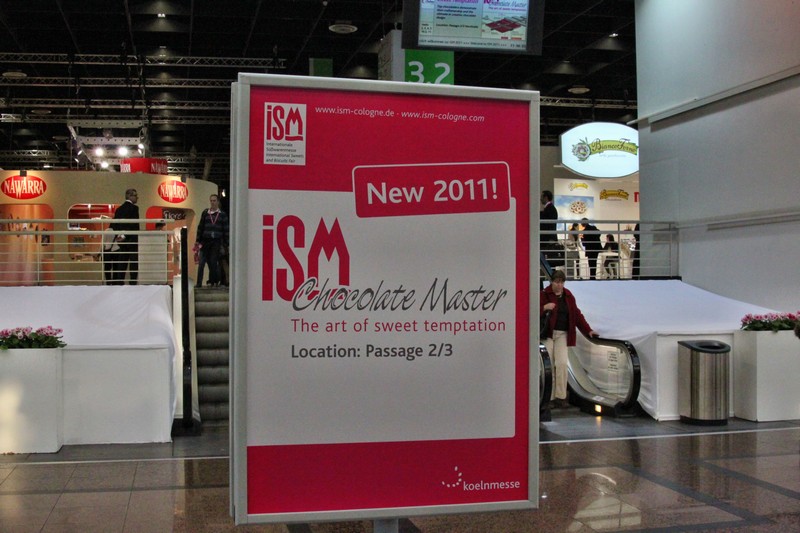 3.2
iSM
Internationale
Süßwarenmesse
International Sweets
and Biscuits Fair
www.ism-cologne.de · www.ism-cologne.com
New 2011!
iSM
Chocolate Master
The art of sweet temptation
Location: Passage 2/3
koelnmesse
NAWARRA
NAWARRA